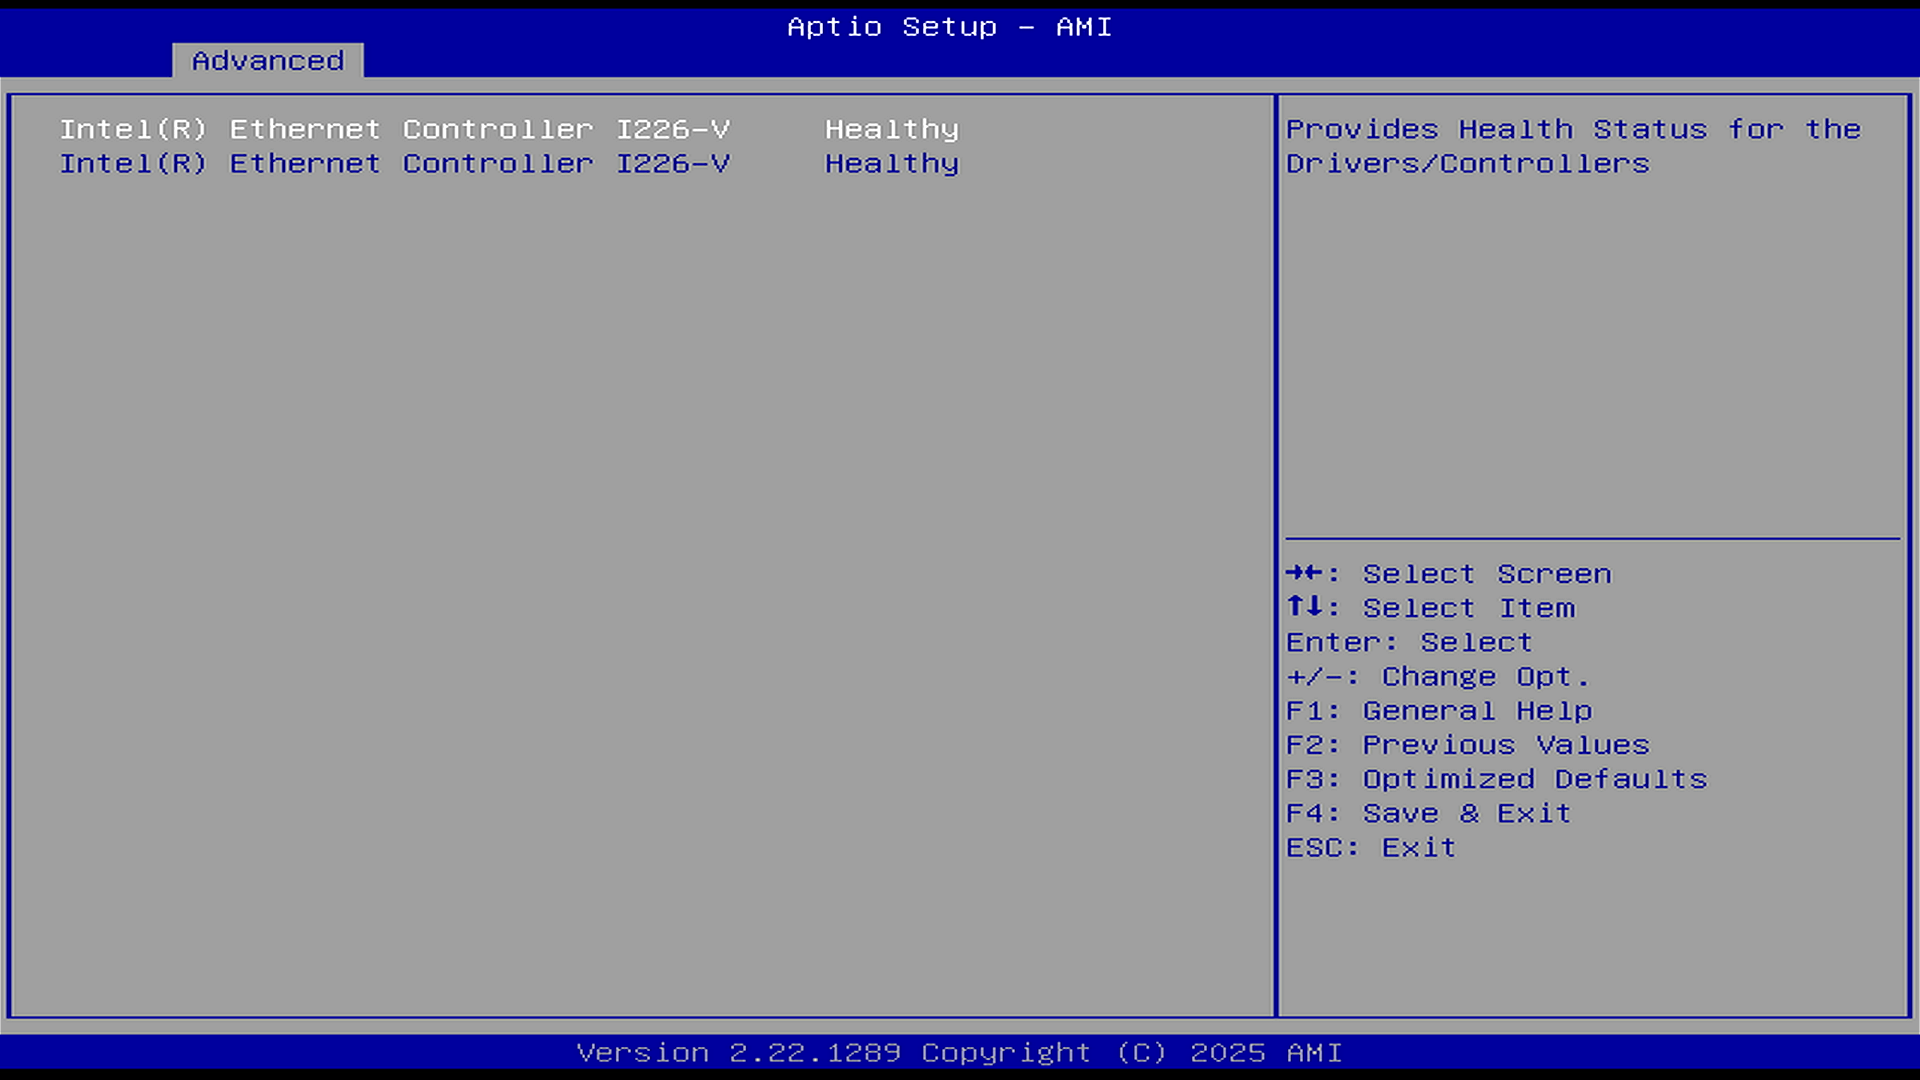 Aptio Setup - AMI
Advanced
Intel(R) Ethernet Controller I226-V Healthy
Intel(R) Ethernet Controller I226-V Healthy
Provides Health Status for the
Drivers/Controllers
→←: Select Screen
↑↓: Select Item
Enter: Select
+/-: Change Opt.
F1: General Help
F2: Previous Values
F3: Optimized Defaults
F4: Save & Exit
ESC: Exit
Version 2.22.1289 Copyright (C) 2025 AMI